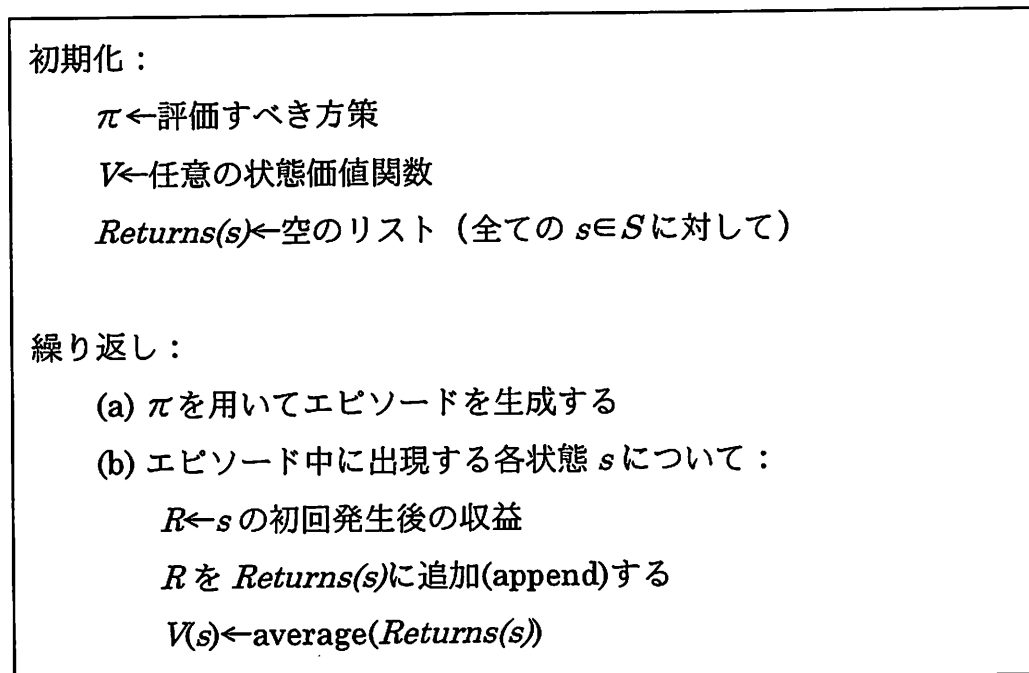 初期化：
π←評価すべき方策
V←任意の状態価値関数
Returns(s)←空のリスト（全ての s∈S に対して）
繰り返し：
(a) π を用いてエピソードを生成する
(b) エピソード中に出現する各状態 s について：
R←s の初回発生後の収益
R を Returns(s)に追加(append)する
V(s)←average(Returns(s))